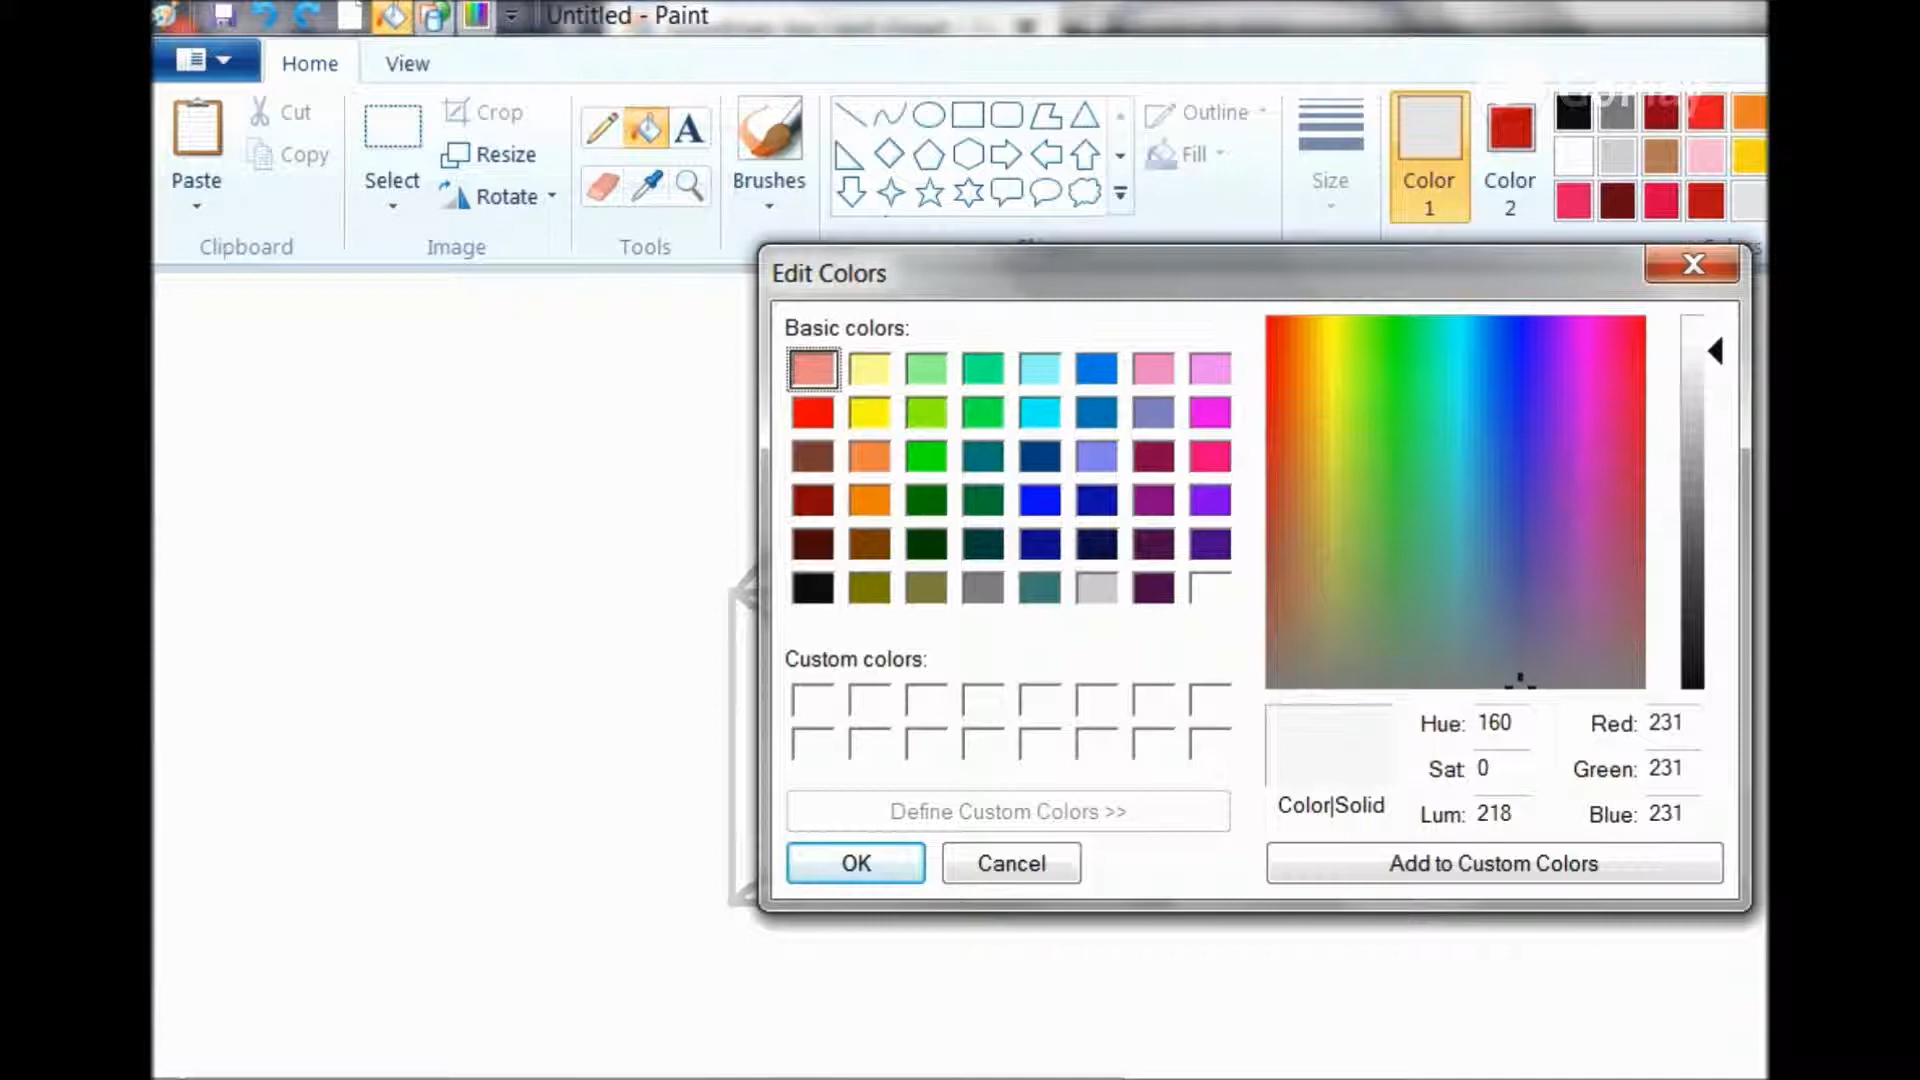 Untitled - Paint
Home
View
Paste
Cut
Copy
Clipboard
Select
Crop
Resize
Rotate
Image
Tools
Brushes
Outline
Fill
Size
Color
1
Color
2
Edit Colors
Basic colors:
Custom colors:
Define Custom Colors >>
OK
Cancel
Color|Solid
Hue: 160
Sat: 0
Lum: 218
Red: 231
Green: 231
Blue: 231
Add to Custom Colors